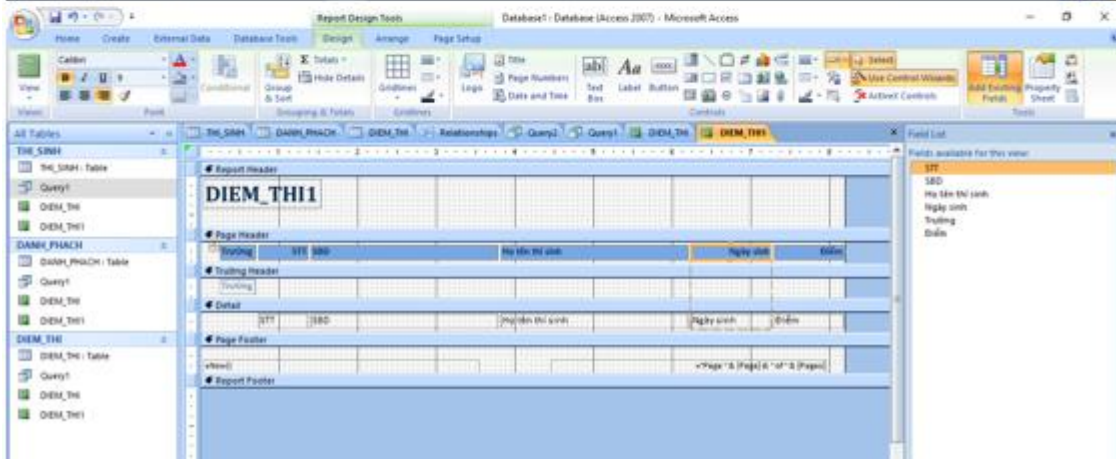 Report Design Tools Database1 : Database (Access 2007) - Microsoft Access
Home Create External Data Database Tools Design Arrange Page Setup
Calibri Σ Totals Title Select
B I U Hide Details Page Numbers ab| Aa Use Control Wizards
View Conditional Group & Sort Gridlines Logo Date and Time Text Box Label Button ActiveX Controls Add Existing Fields Property Sheet
Views Font Grouping & Totals Gridlines Controls Tools
All Tables THI_SINH DANH_PHACH DIEM_THI Relationships Query2 Query1 DIEM_THI DIEM_THI1 Field List
THI_SINH
THI_SINH : Table
Query1
DIEM_THI
DIEM_THI1
DANH_PHACH
DANH_PHACH : Table
Query1
DIEM_THI
DIEM_THI1
DIEM_THI
DIEM_THI : Table
Query1
DIEM_THI
DIEM_THI1
Report Header
DIEM_THI1
Page Header
Trường STT SBD Họ tên thí sinh Ngày sinh Điểm
Trường Header
Trường
Detail
STT SBD Họ tên thí sinh Ngày sinh Điểm
Page Footer
=Now() ="Page " & [Page] & " of " & [Pages]
Report Footer
Fields available for this view:
STT
SBD
Họ tên thí sinh
Ngày sinh
Trường
Điểm